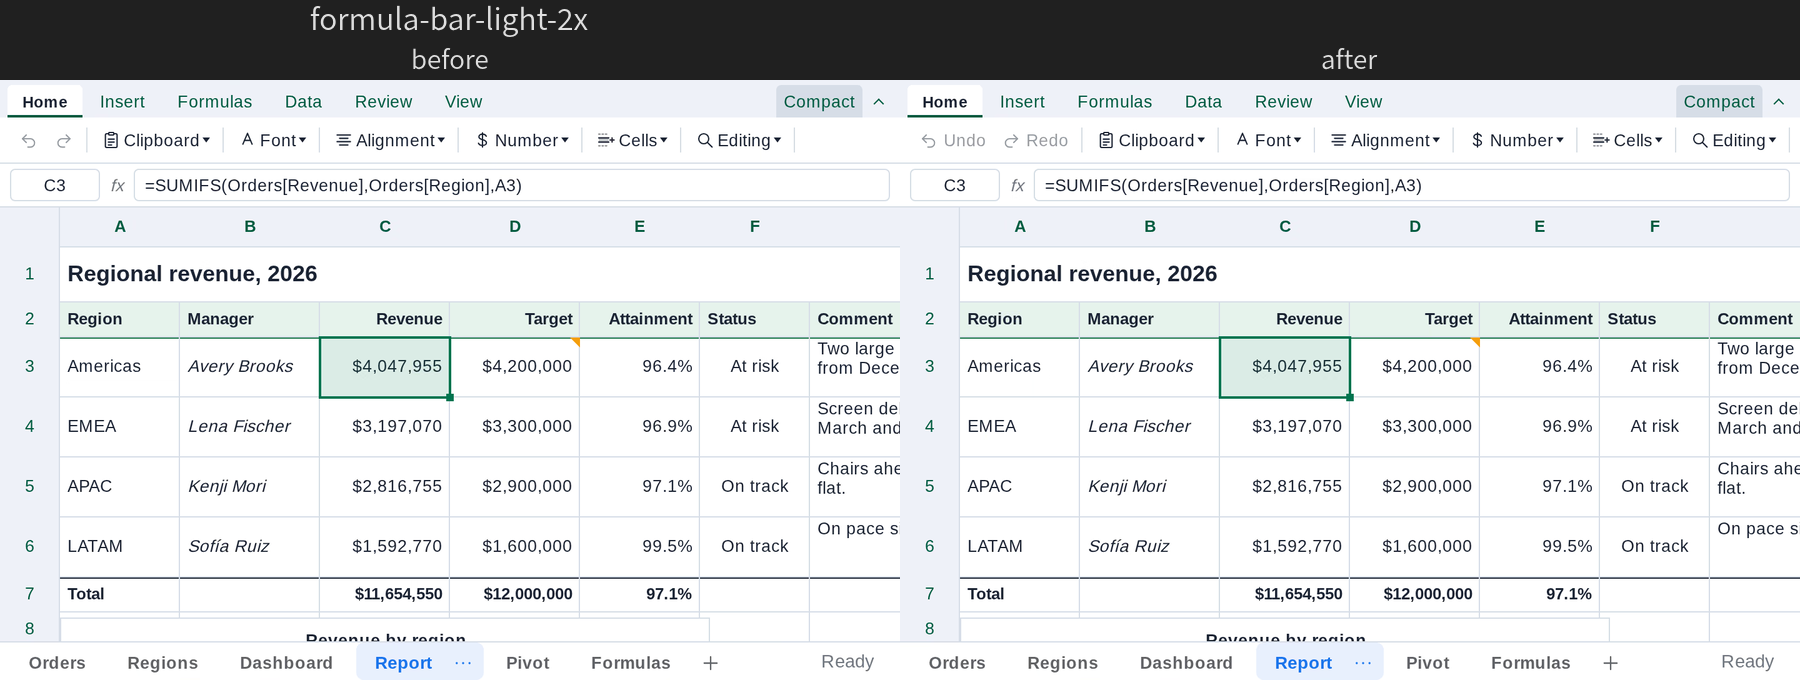 formula-bar-light-2x
before
after
Home Insert Formulas Data Review View Compact
Clipboard Font Alignment $ Number Cells Editing
C3 fx =SUMIFS(Orders[Revenue],Orders[Region],A3)
A B C D E F
1 Regional revenue, 2026
2 Region Manager Revenue Target Attainment Status Comment
3 Americas Avery Brooks $4,047,955 $4,200,000 96.4% At risk Two large
from Dece
4 EMEA Lena Fischer $3,197,070 $3,300,000 96.9% At risk Screen de
March and
5 APAC Kenji Mori $2,816,755 $2,900,000 97.1% On track Chairs ahe
flat.
6 LATAM Sofía Ruiz $1,592,770 $1,600,000 99.5% On track On pace s
7 Total $11,654,550 $12,000,000 97.1%
8 Revenue by region
Orders Regions Dashboard Report ··· Pivot Formulas + Ready
Home Insert Formulas Data Review View Compact
Undo Redo Clipboard A Font Alignment $ Number Cells Editing
C3 fx =SUMIFS(Orders[Revenue],Orders[Region],A3)
A B C D E F
1 Regional revenue, 2026
2 Region Manager Revenue Target Attainment Status Comment
3 Americas Avery Brooks $4,047,955 $4,200,000 96.4% At risk Two large
from Dece
4 EMEA Lena Fischer $3,197,070 $3,300,000 96.9% At risk Screen de
March and
5 APAC Kenji Mori $2,816,755 $2,900,000 97.1% On track Chairs ahe
flat.
6 LATAM Sofía Ruiz $1,592,770 $1,600,000 99.5% On track On pace s
7 Total $11,654,550 $12,000,000 97.1%
8 Revenue by region
Orders Regions Dashboard Report ··· Pivot Formulas + Ready